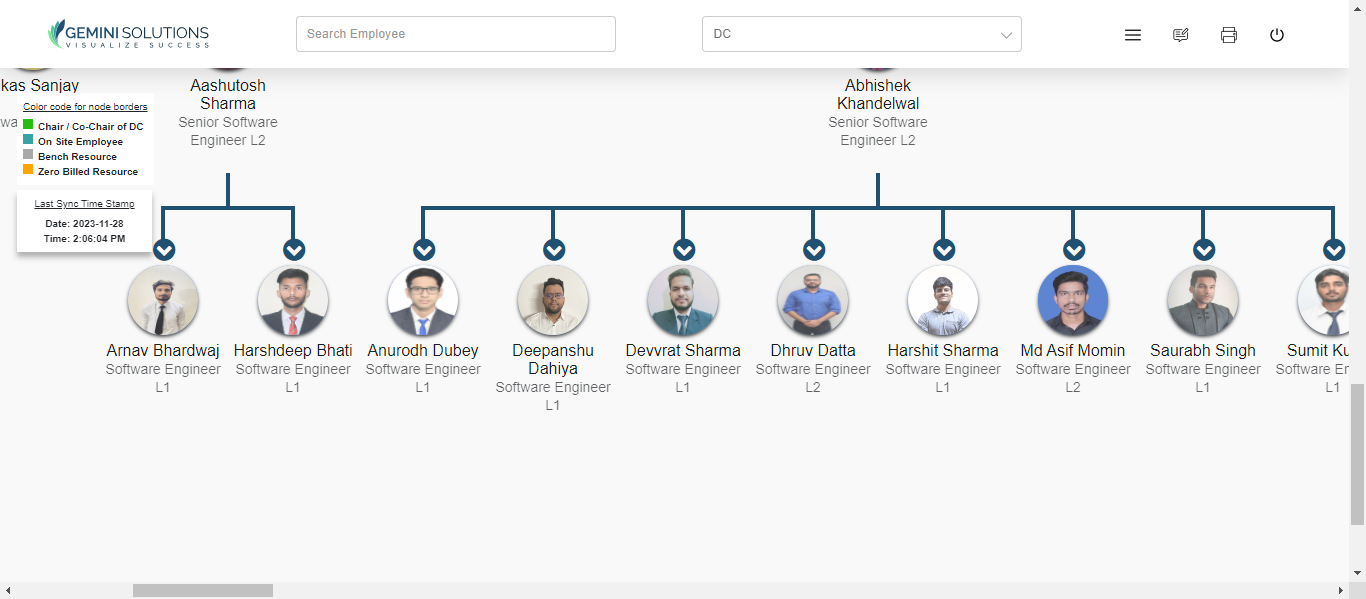 GEMINI SOLUTIONS
VISUALIZE SUCCESS
Search Employee
DC
kas Sanjay
wa
Aashutosh
Sharma
Senior Software
Engineer L2
Abhishek
Khandelwal
Senior Software
Engineer L2
Color code for node borders
Chair / Co-Chair of DC
On Site Employee
Bench Resource
Zero Billed Resource
Last Sync Time Stamp
Date: 2023-11-28
Time: 2:06:04 PM
Arnav Bhardwaj
Software Engineer
L1
Harshdeep Bhati
Software Engineer
L1
Anurodh Dubey
Software Engineer
L1
Deepanshu
Dahiya
Software Engineer
L1
Devvrat Sharma
Software Engineer
L1
Dhruv Datta
Software Engineer
L2
Harshit Sharma
Software Engineer
L1
Md Asif Momin
Software Engineer
L2
Saurabh Singh
Software Engineer
L1
Sumit Ku
Software En
L1